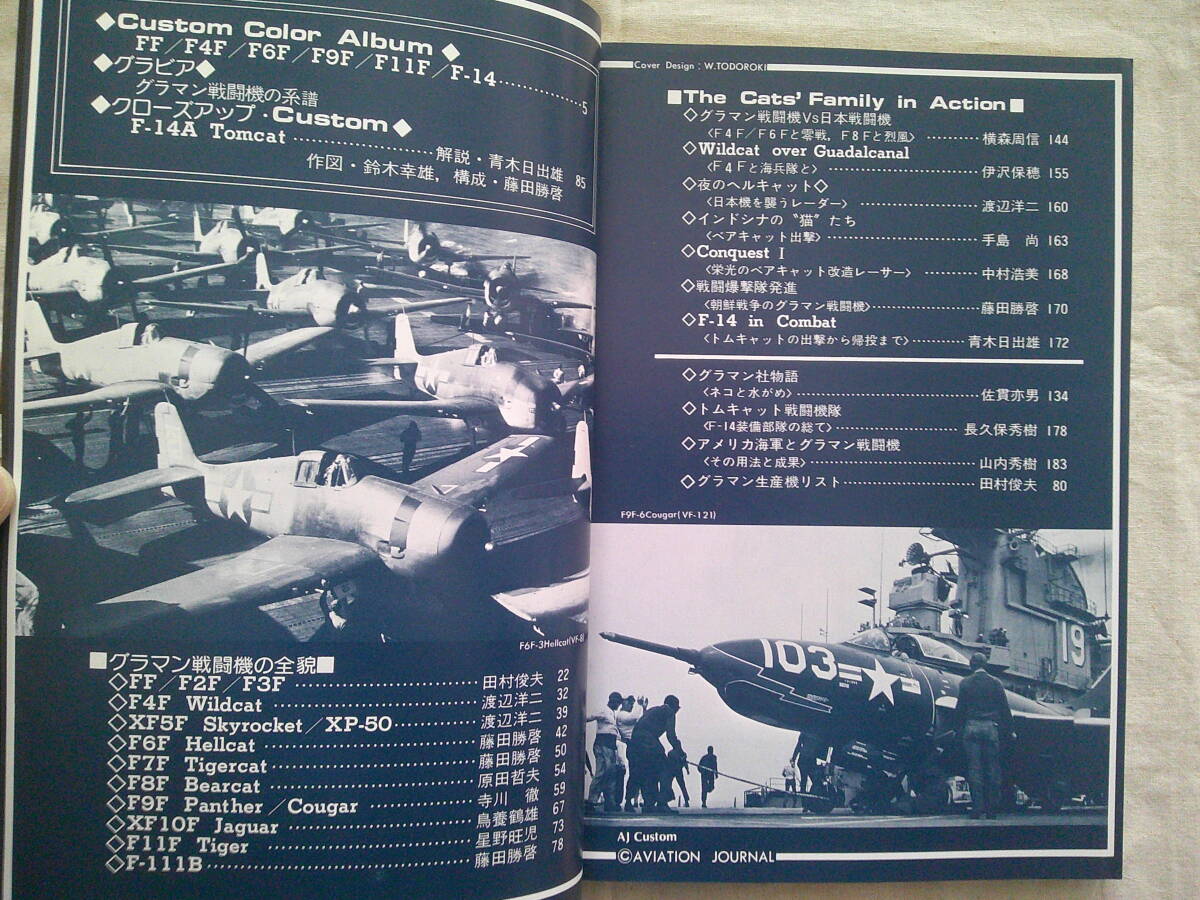 ◆Custom Color Album◆
FF/F4F/F6F/F9F/F11F/F-14 5
◆グラビア◆
グラマン戦闘機の系譜
◆クローズアップ・Custom◆
F-14A Tomcat 解説・青木日出雄 85
作図・鈴木幸雄，構成・藤田勝啓
F6F-3Hellcat(VF-8)
■グラマン戦闘機の全貌■
◇FF/F2F/F3F 田村俊夫 22
◇F4F Wildcat 渡辺洋二 32
◇XF5F Skyrocket/XP-50 渡辺洋二 39
◇F6F Hellcat 藤田勝啓 42
◇F7F Tigercat 藤田勝啓 50
◇F8F Bearcat 原田哲夫 54
◇F9F Panther/Cougar 寺川 徹 59
◇XF10F Jaguar 鳥養鶴雄 67
◇F11F Tiger 星野旺児 73
◇F-111B 藤田勝啓 78
Cover Design : W.TODOROKI
■The Cats' Family in Action■
◇グラマン戦闘機Vs日本戦闘機
〈F4F/F6Fと零戦，F8Fと烈風〉 横森周信 144
◇Wildcat over Guadalcanal
〈F4Fと海兵隊と〉 伊沢保穂 155
◇夜のヘルキャット◇
〈日本機を襲うレーダー〉 渡辺洋二 160
◇インドシナの〝猫〟たち
〈ベアキャット出撃〉 手島 尚 163
◇Conquest I
〈栄光のベアキャット改造レーサー〉 中村浩美 168
◇戦闘爆撃隊発進
〈朝鮮戦争のグラマン戦闘機〉 藤田勝啓 170
◇F-14 in Combat
〈トムキャットの出撃から帰投まで〉 青木日出雄 172
◇グラマン社物語
〈ネコと水がめ〉 佐貫亦男 134
◇トムキャット戦闘機隊
〈F-14装備部隊の総て〉 長久保秀樹 178
◇アメリカ海軍とグラマン戦闘機
〈その用法と成果〉 山内秀樹 183
◇グラマン生産機リスト 田村俊夫 80
F9F-6Cougar(VF-121)
19
103
AJ Custom
©AVIATION JOURNAL